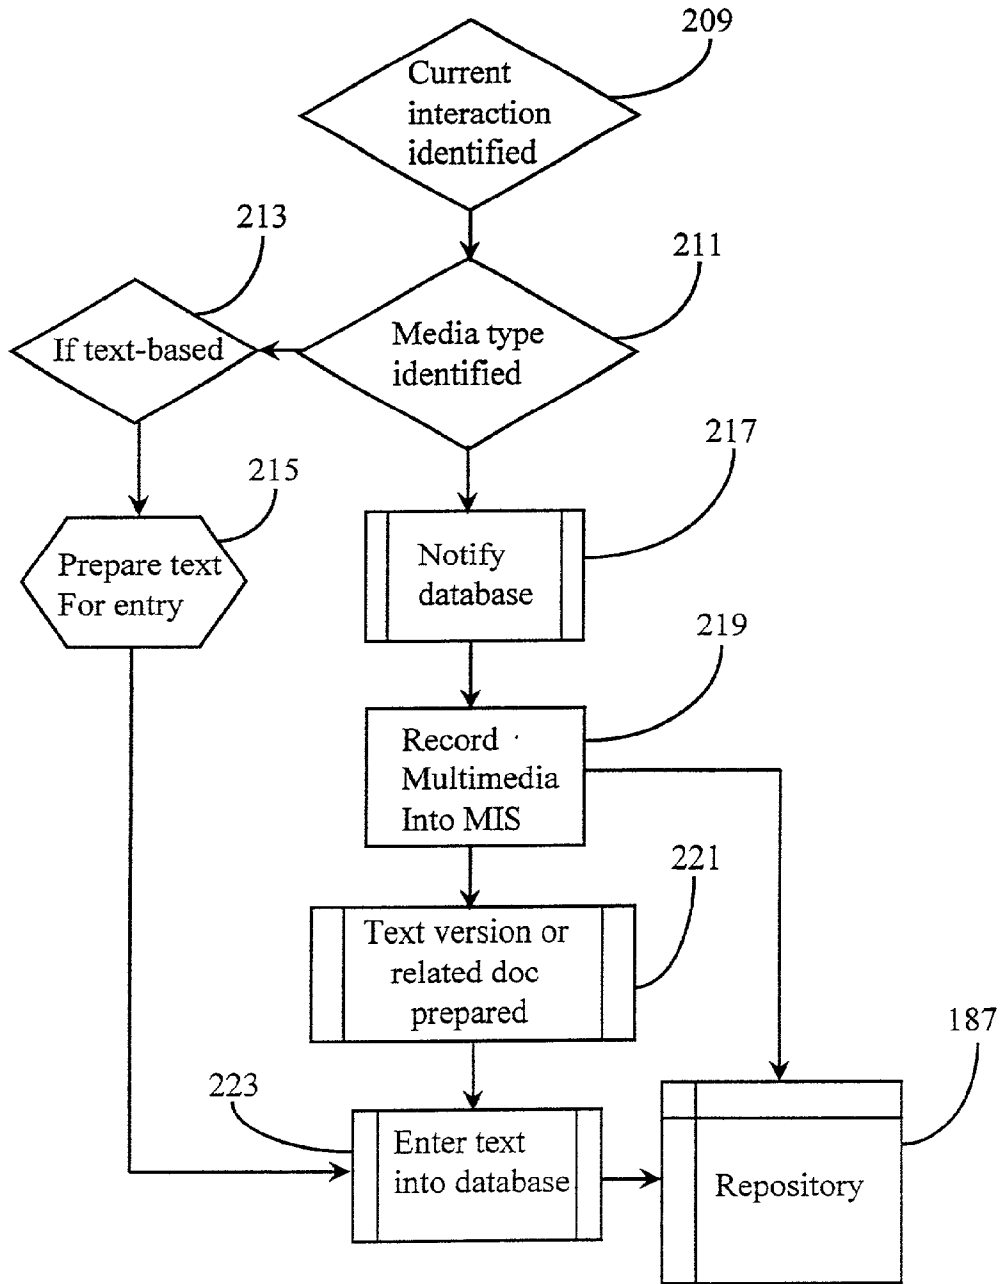 209
Current
interaction
identified
213
211
If text-based
Media type
identified
217
215
Prepare text
For entry
Notify
database
219
Record
Multimedia
Into MIS
221
Text version or
related doc
prepared
187
223
Enter text
into database
Repository